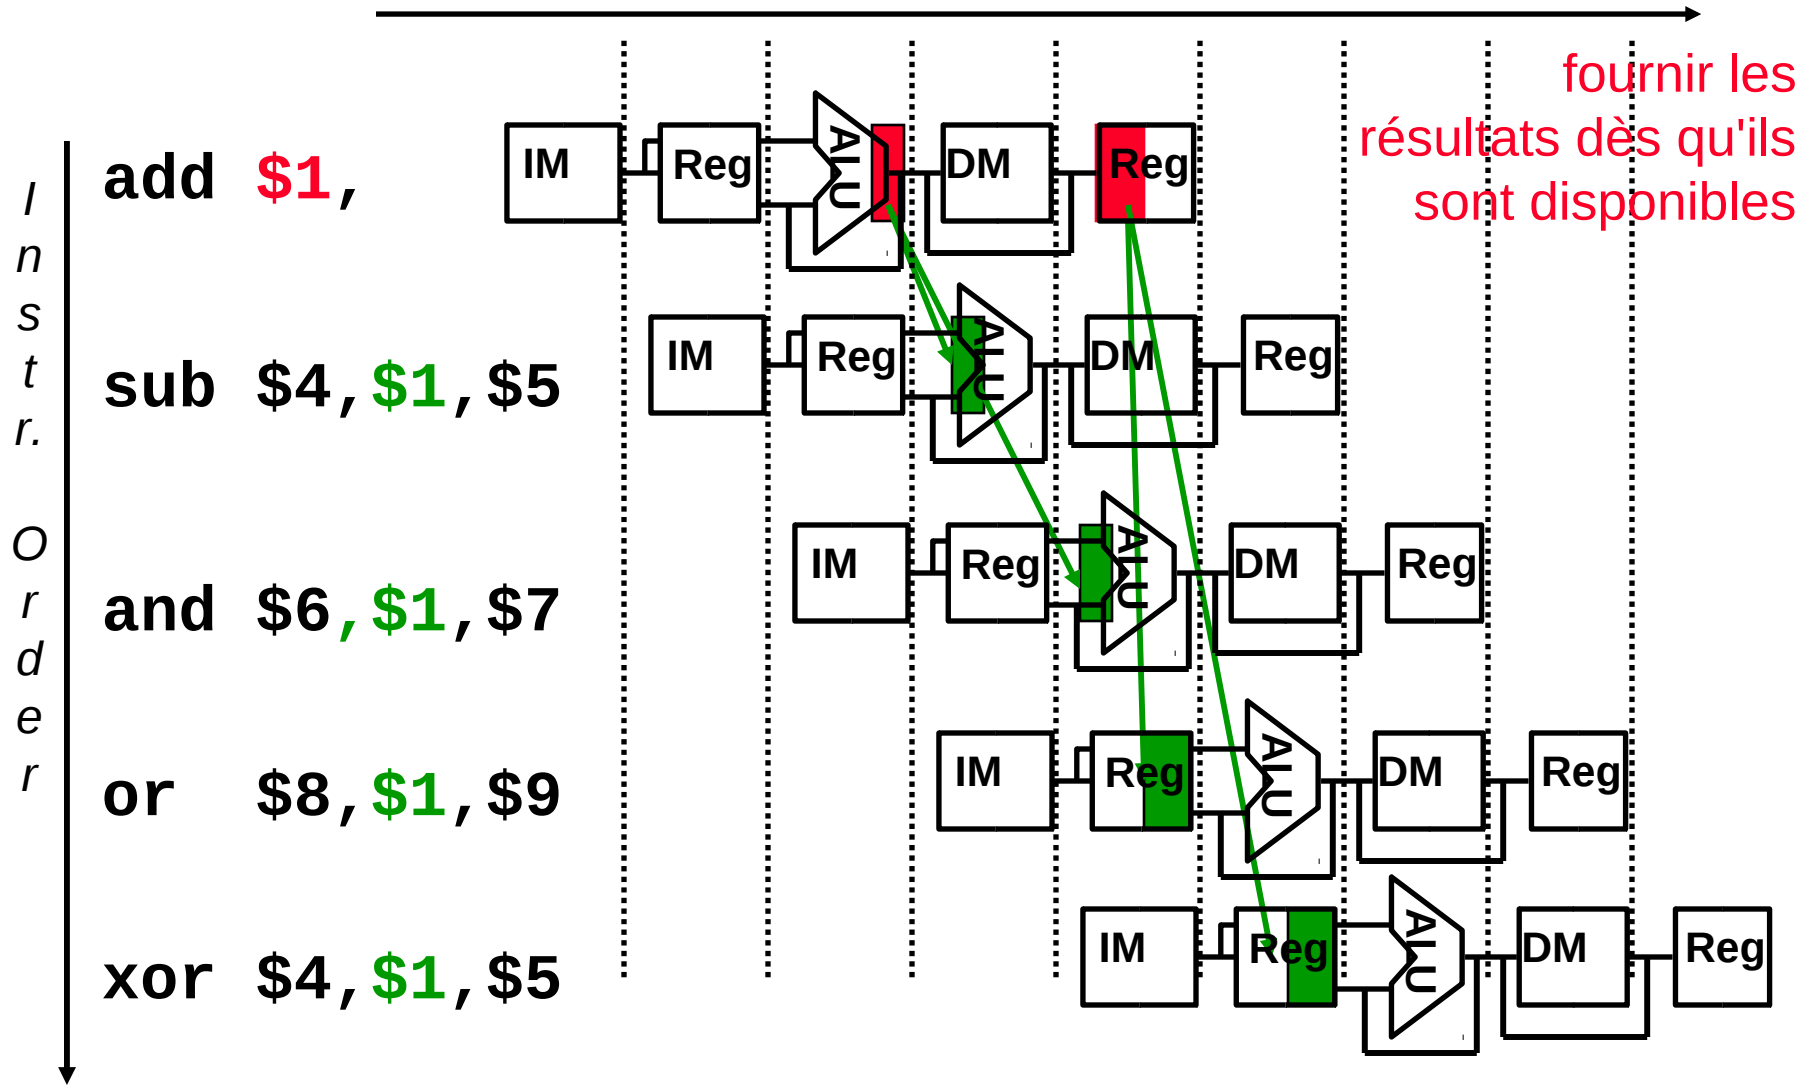 fournir les
résultats dès qu'ils
sont disponibles
Instr. Order
add $1,
IM Reg ALU DM Reg
sub $4,$1,$5
IM Reg ALU DM Reg
and $6,$1,$7
IM Reg ALU DM Reg
or $8,$1,$9
IM Reg ALU DM Reg
xor $4,$1,$5
IM Reg ALU DM Reg